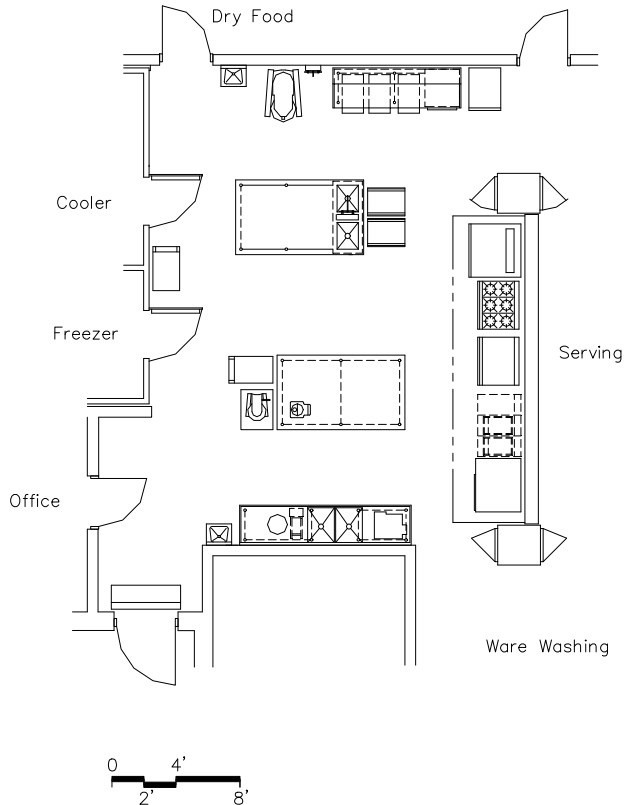 Dry Food
Cooler
Freezer
Serving
Office
Ware Washing
0 4'
2' 8'